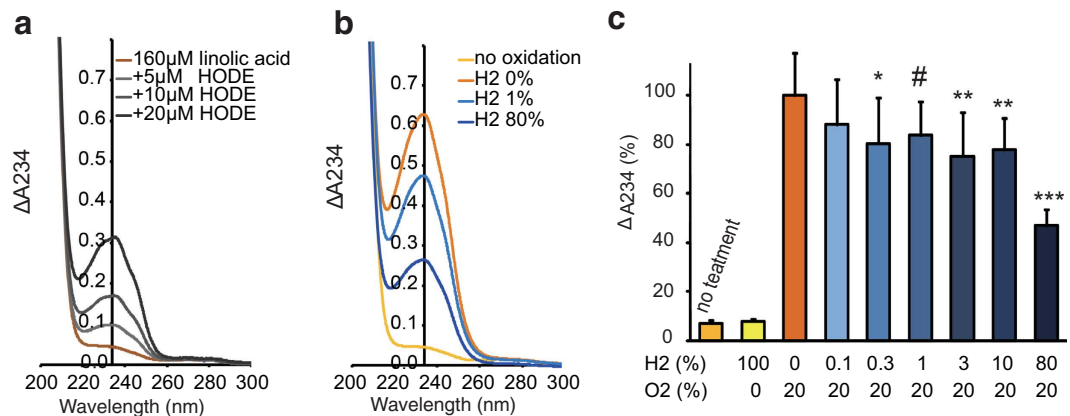 a
160µM linolic acid
+5µM HODE
+10µM HODE
+20µM HODE
0.7
0.6
0.5
0.4
0.3
0.2
0.1
0.0
ΔA234
200 220 240 260 280 300
Wavelength (nm)
b
no oxidation
H2 0%
H2 1%
H2 80%
0.7
0.6
0.5
0.4
0.3
0.2
0.1
0.0
ΔA234
200 220 240 260 280 300
Wavelength (nm)
c
ΔA234 (%)
100
80
60
40
20
0
no teatment
* # ** ** ***
H2 (%) 100 0 0.1 0.3 1 3 10 80
O2 (%) 0 20 20 20 20 20 20 20